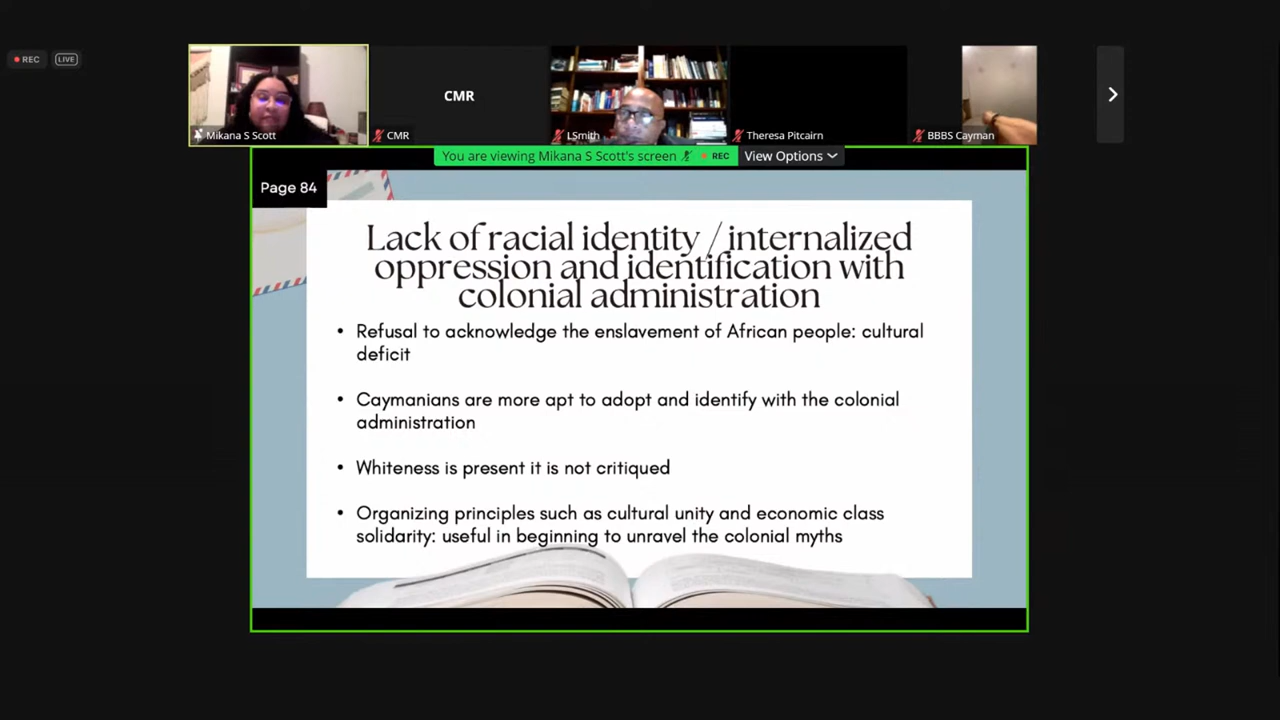 REC
LIVE
CMR
Mikana S Scott
CMR
LSmith
Theresa Pitcairn
BBBS Cayman
You are viewing Mikana S Scott's screen
REC
View Options
Page 84
Lack of racial identity / internalized
oppression and identification with
colonial administration
• Refusal to acknowledge the enslavement of African people: cultural
deficit
• Caymanians are more apt to adopt and identify with the colonial
administration
• Whiteness is present it is not critiqued
• Organizing principles such as cultural unity and economic class
solidarity: useful in beginning to unravel the colonial myths